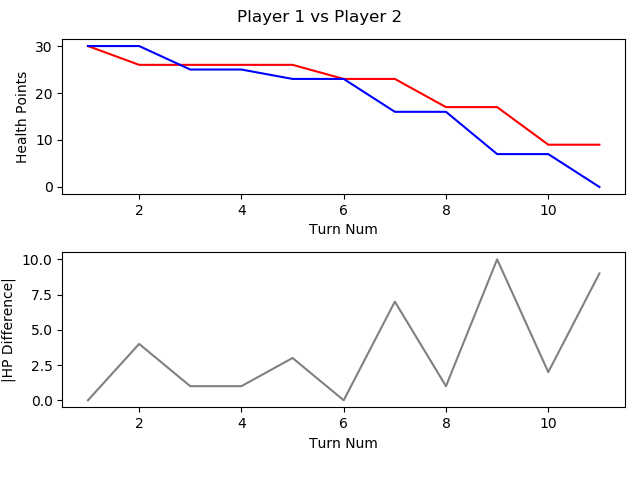 Player 1 vs Player 2
30
20
10
0
Health Points
2 4 6 8 10
Turn Num
10.0
7.5
5.0
2.5
0.0
|HP Difference|
2 4 6 8 10
Turn Num